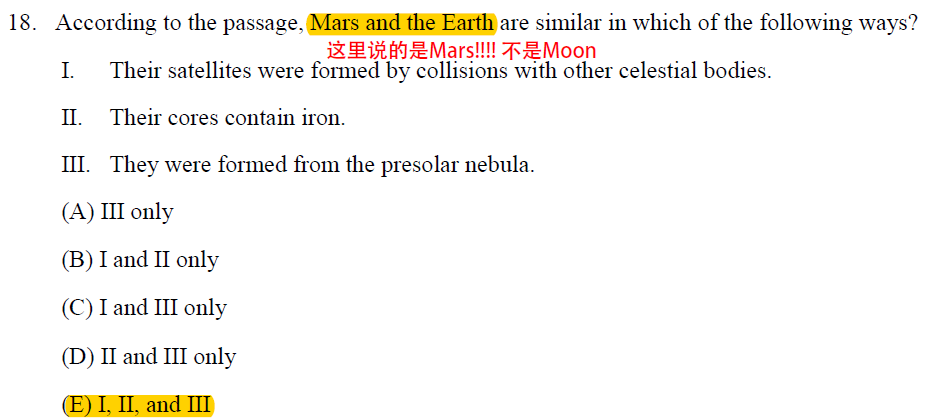 18. According to the passage, Mars and the Earth are similar in which of the following ways?
这里说的是Mars!!!! 不是Moon
I. Their satellites were formed by collisions with other celestial bodies.
II. Their cores contain iron.
III. They were formed from the presolar nebula.
(A) III only
(B) I and II only
(C) I and III only
(D) II and III only
(E) I, II, and III